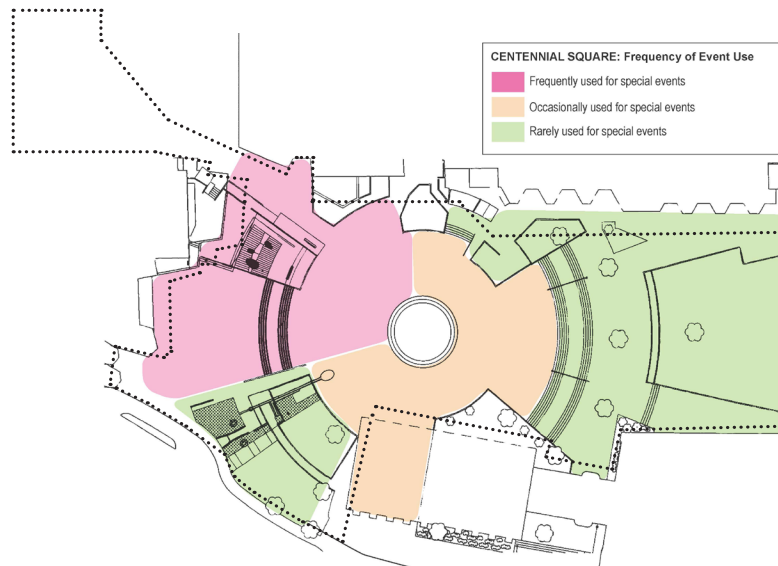 CENTENNIAL SQUARE: Frequency of Event Use
Frequently used for special events
Occasionally used for special events
Rarely used for special events